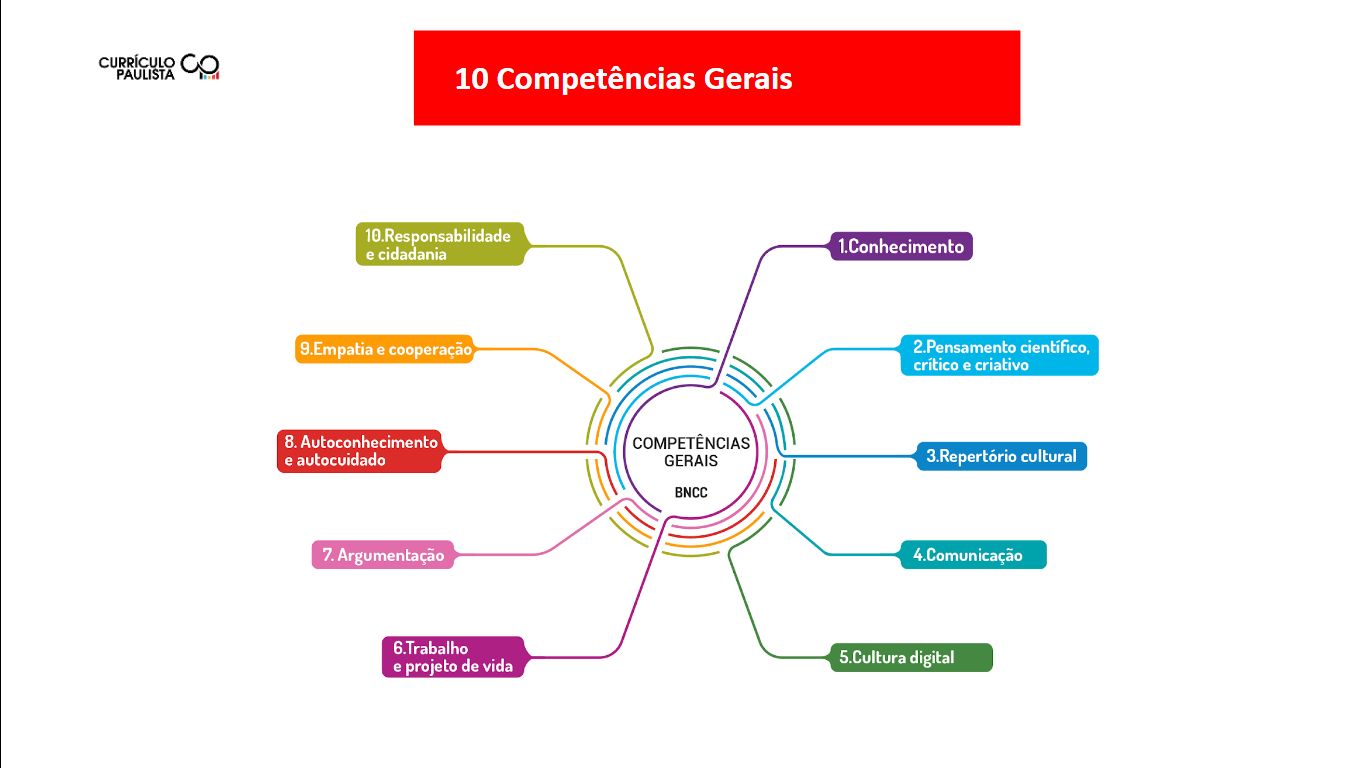 CURRÍCULO
PAULISTA
10 Competências Gerais
COMPETÊNCIAS
GERAIS
BNCC
1.Conhecimento
2.Pensamento científico,
crítico e criativo
3.Repertório cultural
4.Comunicação
5.Cultura digital
6.Trabalho
e projeto de vida
7. Argumentação
8. Autoconhecimento
e autocuidado
9.Empatia e cooperação
10.Responsabilidade
e cidadania